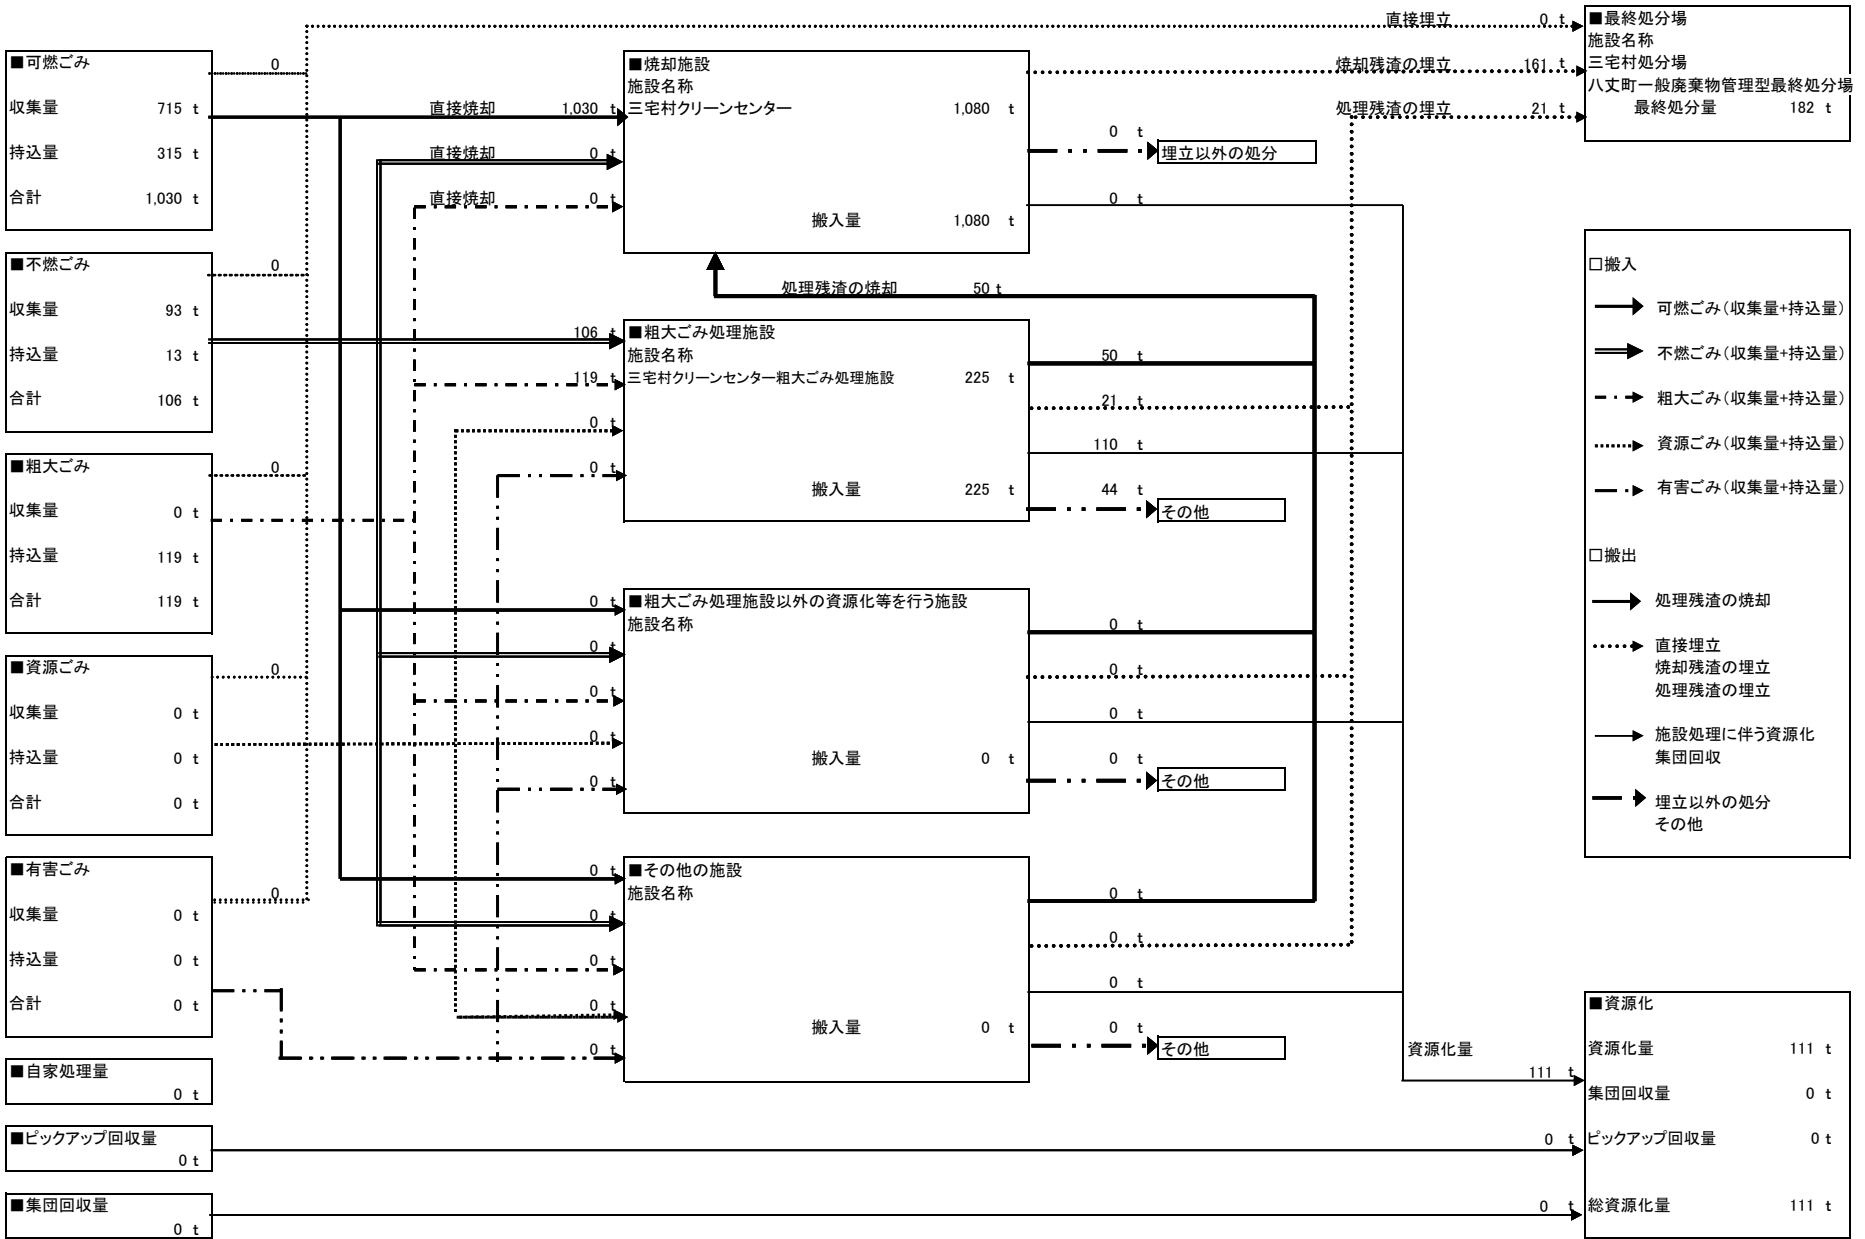 ■可燃ごみ
収集量 715 t
持込量 315 t
合計 1,030 t
0
■不燃ごみ
収集量 93 t
持込量 13 t
合計 106 t
0
■粗大ごみ
収集量 0 t
持込量 119 t
合計 119 t
0
■資源ごみ
収集量 0 t
持込量 0 t
合計 0 t
0
■有害ごみ
収集量 0 t
持込量 0 t
合計 0 t
0
■自家処理量
0 t
■ピックアップ回収量
0 t
■集団回収量
0 t
直接焼却 1,030 t
直接焼却 0 t
直接焼却 0 t
■焼却施設
施設名称
三宅村クリーンセンター 1,080 t
搬入量 1,080 t
処理残渣の焼却 50 t
0 t
埋立以外の処分
0 t
106 t
119 t
0 t
0 t
■粗大ごみ処理施設
施設名称
三宅村クリーンセンター粗大ごみ処理施設 225 t
搬入量 225 t
50 t
21 t
110 t
44 t
その他
0 t
0 t
0 t
0 t
0 t
■粗大ごみ処理施設以外の資源化等を行う施設
施設名称
搬入量 0 t
0 t
0 t
0 t
0 t
その他
0 t
0 t
0 t
0 t
0 t
■その他の施設
施設名称
搬入量 0 t
0 t
0 t
0 t
0 t
その他
直接埋立 0 t
焼却残渣の埋立 161 t
処理残渣の埋立 21 t
■最終処分場
施設名称
三宅村処分場
八丈町一般廃棄物管理型最終処分場
最終処分量 182 t
□搬入
可燃ごみ(収集量+持込量)
不燃ごみ(収集量+持込量)
粗大ごみ(収集量+持込量)
資源ごみ(収集量+持込量)
有害ごみ(収集量+持込量)
□搬出
処理残渣の焼却
直接埋立
焼却残渣の埋立
処理残渣の埋立
施設処理に伴う資源化
集団回収
埋立以外の処分
その他
資源化量
111 t
0 t
0 t
■資源化
資源化量 111 t
集団回収量 0 t
ピックアップ回収量 0 t
総資源化量 111 t